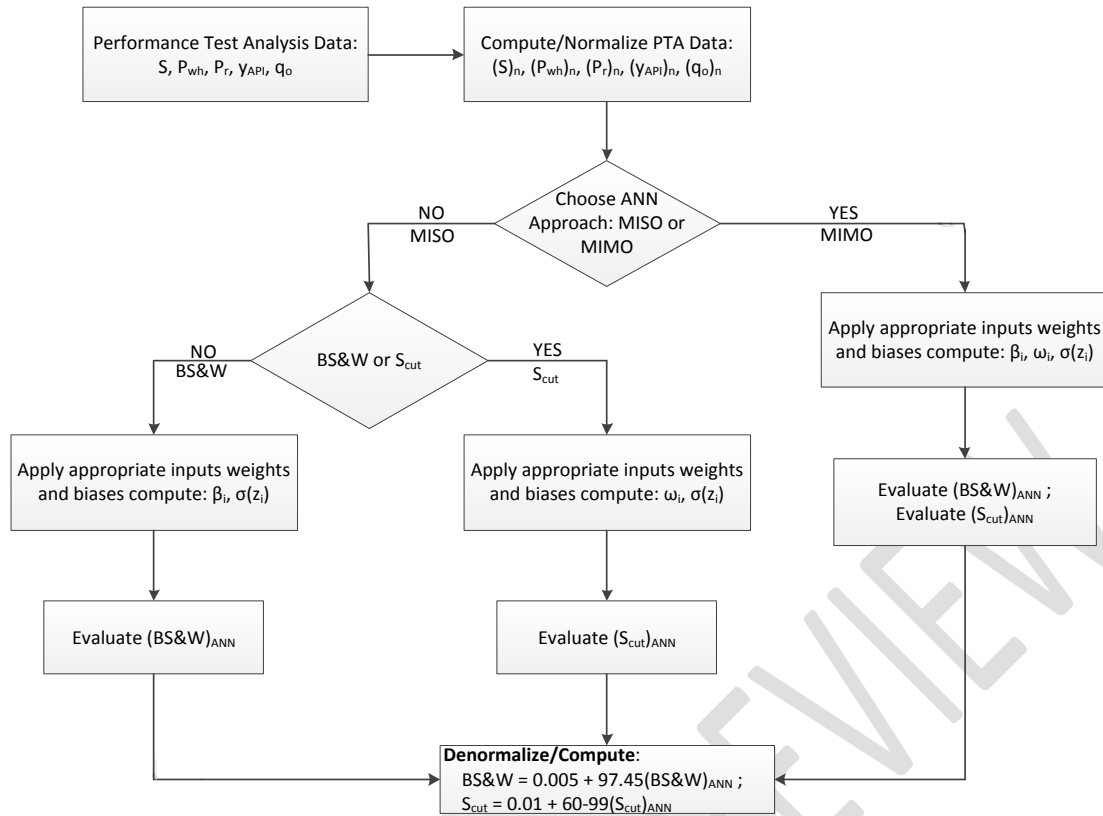 Performance Test Analysis Data:
S, Pwh, Pr, yAPI, qo
Compute/Normalize PTA Data:
(S)n, (Pwh)n, (Pr)n, (yAPI)n, (qo)n
Choose ANN
Approach: MISO or
MIMO
NO
MISO
YES
MIMO
BS&W or Scut
NO
BS&W
YES
Scut
Apply appropriate inputs weights
and biases compute: βi, ωi, σ(zi)
Apply appropriate inputs weights
and biases compute: βi, σ(zi)
Apply appropriate inputs weights
and biases compute: ωi, σ(zi)
Evaluate (BS&W)ANN ;
Evaluate (Scut)ANN
Evaluate (BS&W)ANN
Evaluate (Scut)ANN
Denormalize/Compute:
BS&W = 0.005 + 97.45(BS&W)ANN ;
Scut = 0.01 + 60-99(Scut)ANN
EVIEW